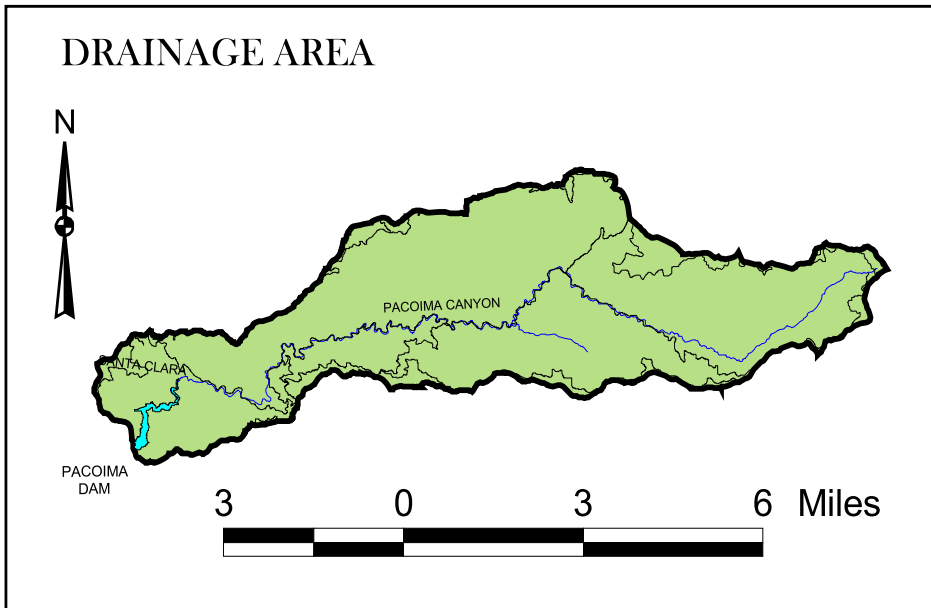 DRAINAGE AREA
N
PACOIMA CANYON
NTA CLARA
PACOIMA
DAM
3 0 3 6 Miles